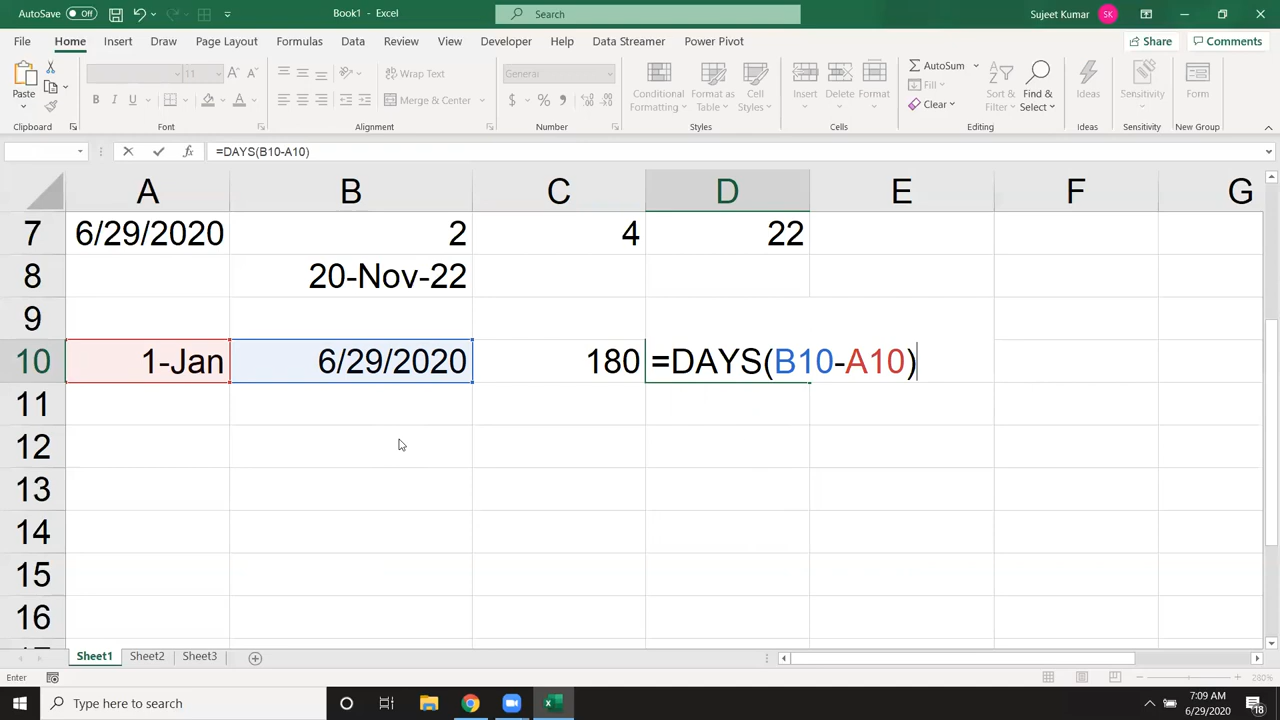 AutoSave Off Book1 - Excel Search Sujeet Kumar SK
File Home Insert Draw Page Layout Formulas Data Review View Developer Help Data Streamer Power Pivot Share Comments
11 General AutoSum
Wrap Text Fill
Paste Conditional Format as Cell Insert Delete Format Sort & Find & Ideas Sensitivity Form
B I U Merge & Center $ % Formatting Table Styles Clear Filter Select
Clipboard Font Alignment Number Styles Cells Editing Ideas Sensitivity New Group
fx =DAYS(B10-A10)
A B C D E F G
7 6/29/2020 2 4 22
8 20-Nov-22
9
10 1-Jan 6/29/2020 180 =DAYS(B10-A10)
11
12
13
14
15
16
Sheet1 Sheet2 Sheet3
Enter 280%
Type here to search 7:09 AM
6/29/2020 18